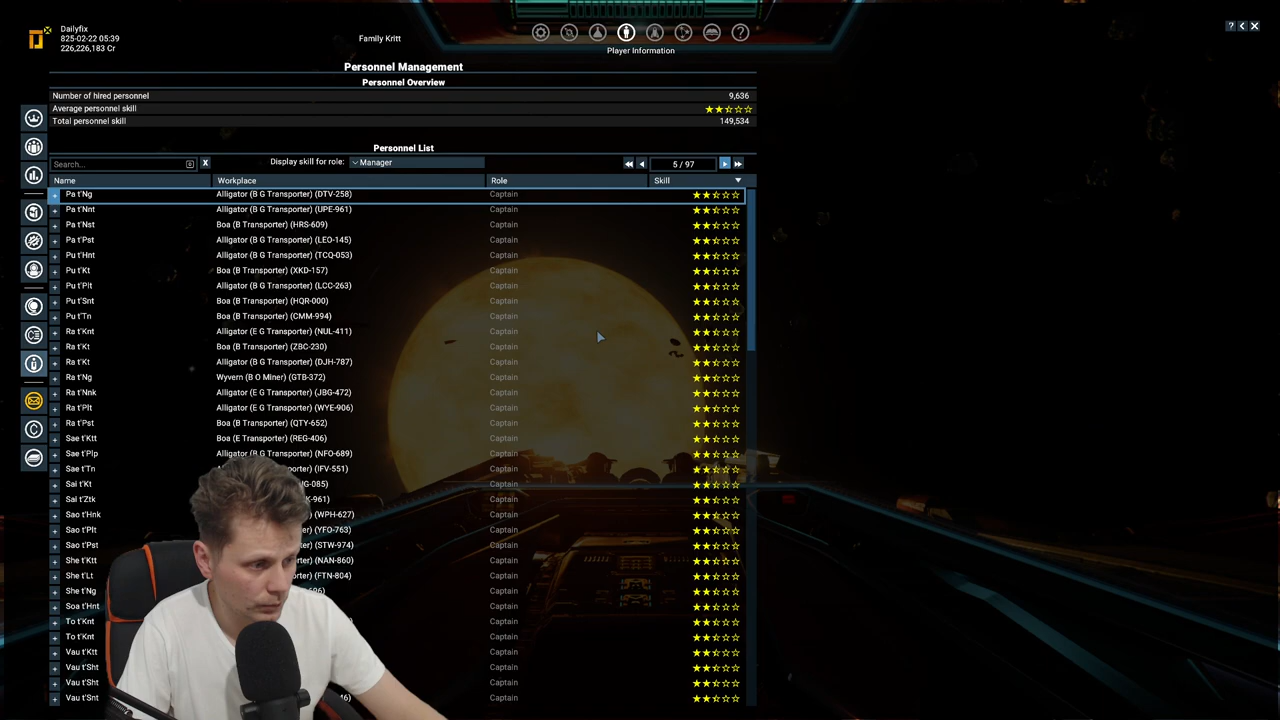 Dailyfix
825-02-22 05:39
226,226,183 Cr
Family Kritt
Player Information
Personnel Management
Personnel Overview
Number of hired personnel 9,636
Average personnel skill
Total personnel skill 149,534
Personnel List
Search... X Display skill for role: Manager 5 / 97
Name Workplace Role Skill
Pa t'Ng Alligator (B G Transporter) (DTV-258) Captain
Pa t'Nnt Alligator (B G Transporter) (UPE-961) Captain
Pa t'Nst Boa (B Transporter) (HRS-609) Captain
Pa t'Pst Alligator (B G Transporter) (LEO-145) Captain
Pa t'Hnt Alligator (B G Transporter) (TCQ-053) Captain
Pu t'Kt Boa (B Transporter) (XKD-157) Captain
Pu t'Plt Alligator (B G Transporter) (LCC-263) Captain
Pu t'Snt Boa (B Transporter) (HQR-000) Captain
Pu t'Tn Boa (B Transporter) (CMM-994) Captain
Ra t'Knt Alligator (E G Transporter) (NUL-411) Captain
Ra t'Kt Boa (B Transporter) (ZBC-230) Captain
Ra t'Kt Alligator (B G Transporter) (DJH-787) Captain
Ra t'Ng Wyvern (B O Miner) (GTB-372) Captain
Ra t'Nnk Alligator (E G Transporter) (JBG-472) Captain
Ra t'Plt Alligator (E G Transporter) (WYE-906) Captain
Ra t'Pst Boa (B Transporter) (QTY-652) Captain
Sae t'Ktt Boa (E Transporter) (REG-406) Captain
Sae t'Plp Alligator (B G Transporter) (NFO-689) Captain
Sae t'Tn (IFV-551) Captain
Sai t'Kt G-085) Captain
Sai t'Ztk K-961) Captain
Sao t'Hnk (WPH-627) Captain
Sao t'Plt rter) (YFO-763) Captain
Sao t'Pst rter) (STW-974) Captain
She t'Ktt orter) (NAN-860) Captain
She t'Lt rter) (FTN-804) Captain
She t'Ng 596) Captain
Soa t'Hnt Captain
To t'Knt Captain
To t'Knt Captain
Vau t'Ktt Captain
Vau t'Sht Captain
Vau t'Sht Captain
Vau t'Snt 46) Captain